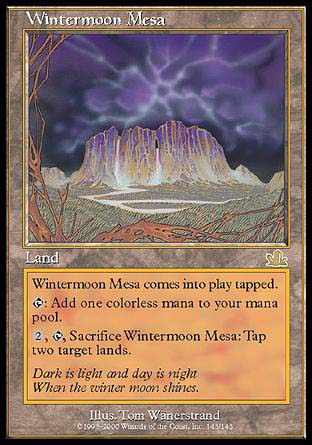 Wintermoon Mesa
Land
Wintermoon Mesa comes into play tapped.
: Add one colorless mana to your mana
pool.
2, , Sacrifice Wintermoon Mesa: Tap
two target lands.
Dark is light and day is night
When the winter moon shines.
Illus. Tom Wänerstrand
©1993-2000 Wizards of the Coast, Inc. 143/143